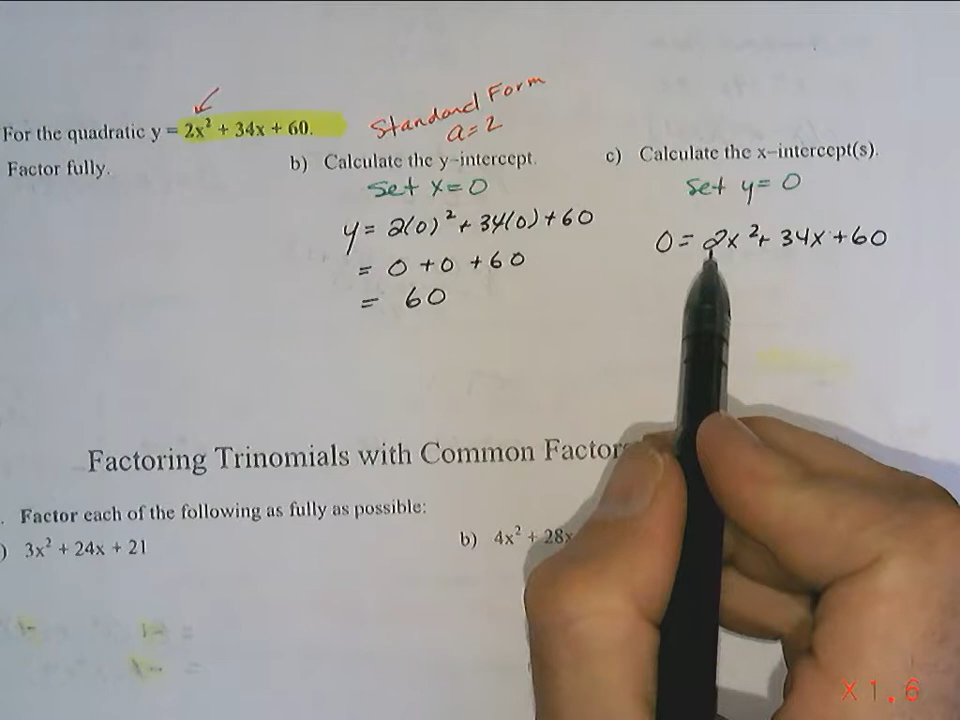 For the quadratic y = 2x² + 34x + 60.
Standard Form
a = 2
Factor fully.
b) Calculate the y-intercept.
set x = 0
y = 2(0)² + 34(0) + 60
= 0 + 0 + 60
= 60
c) Calculate the x-intercept(s).
set y = 0
0 = 2x² + 34x + 60
Factoring Trinomials with Common Factors
. Factor each of the following as fully as possible:
) 3x² + 24x + 21
b) 4x² + 28x
X1.6